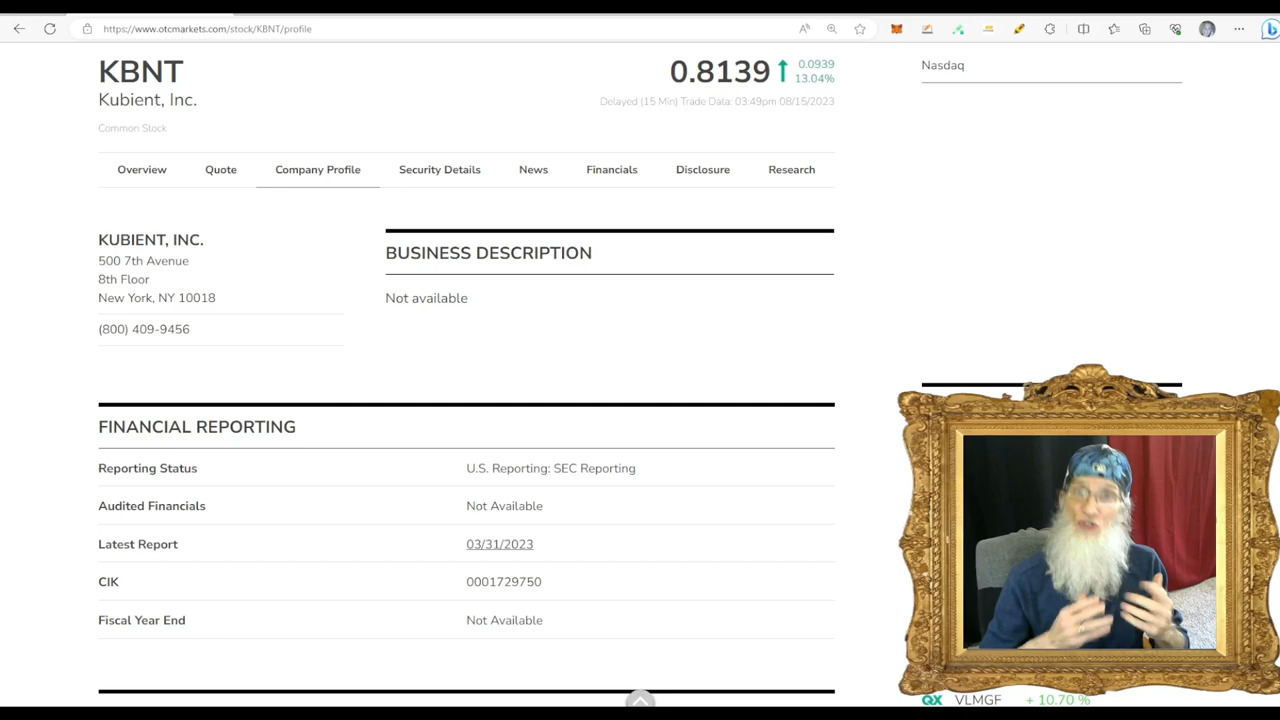 https://www.otcmarkets.com/stock/KBNT/profile
KBNT
0.8139
0.0939
13.04%
Kubient, Inc.
Delayed (15 Min) Trade Data: 03:49pm 08/15/2023
Common Stock
Nasdaq
Overview Quote Company Profile Security Details News Financials Disclosure Research
KUBIENT, INC.
500 7th Avenue
8th Floor
New York, NY 10018
(800) 409-9456
BUSINESS DESCRIPTION
Not available
FINANCIAL REPORTING
Reporting Status U.S. Reporting: SEC Reporting
Audited Financials Not Available
Latest Report 03/31/2023
CIK 0001729750
Fiscal Year End Not Available
QX VLMGF + 10.70 %